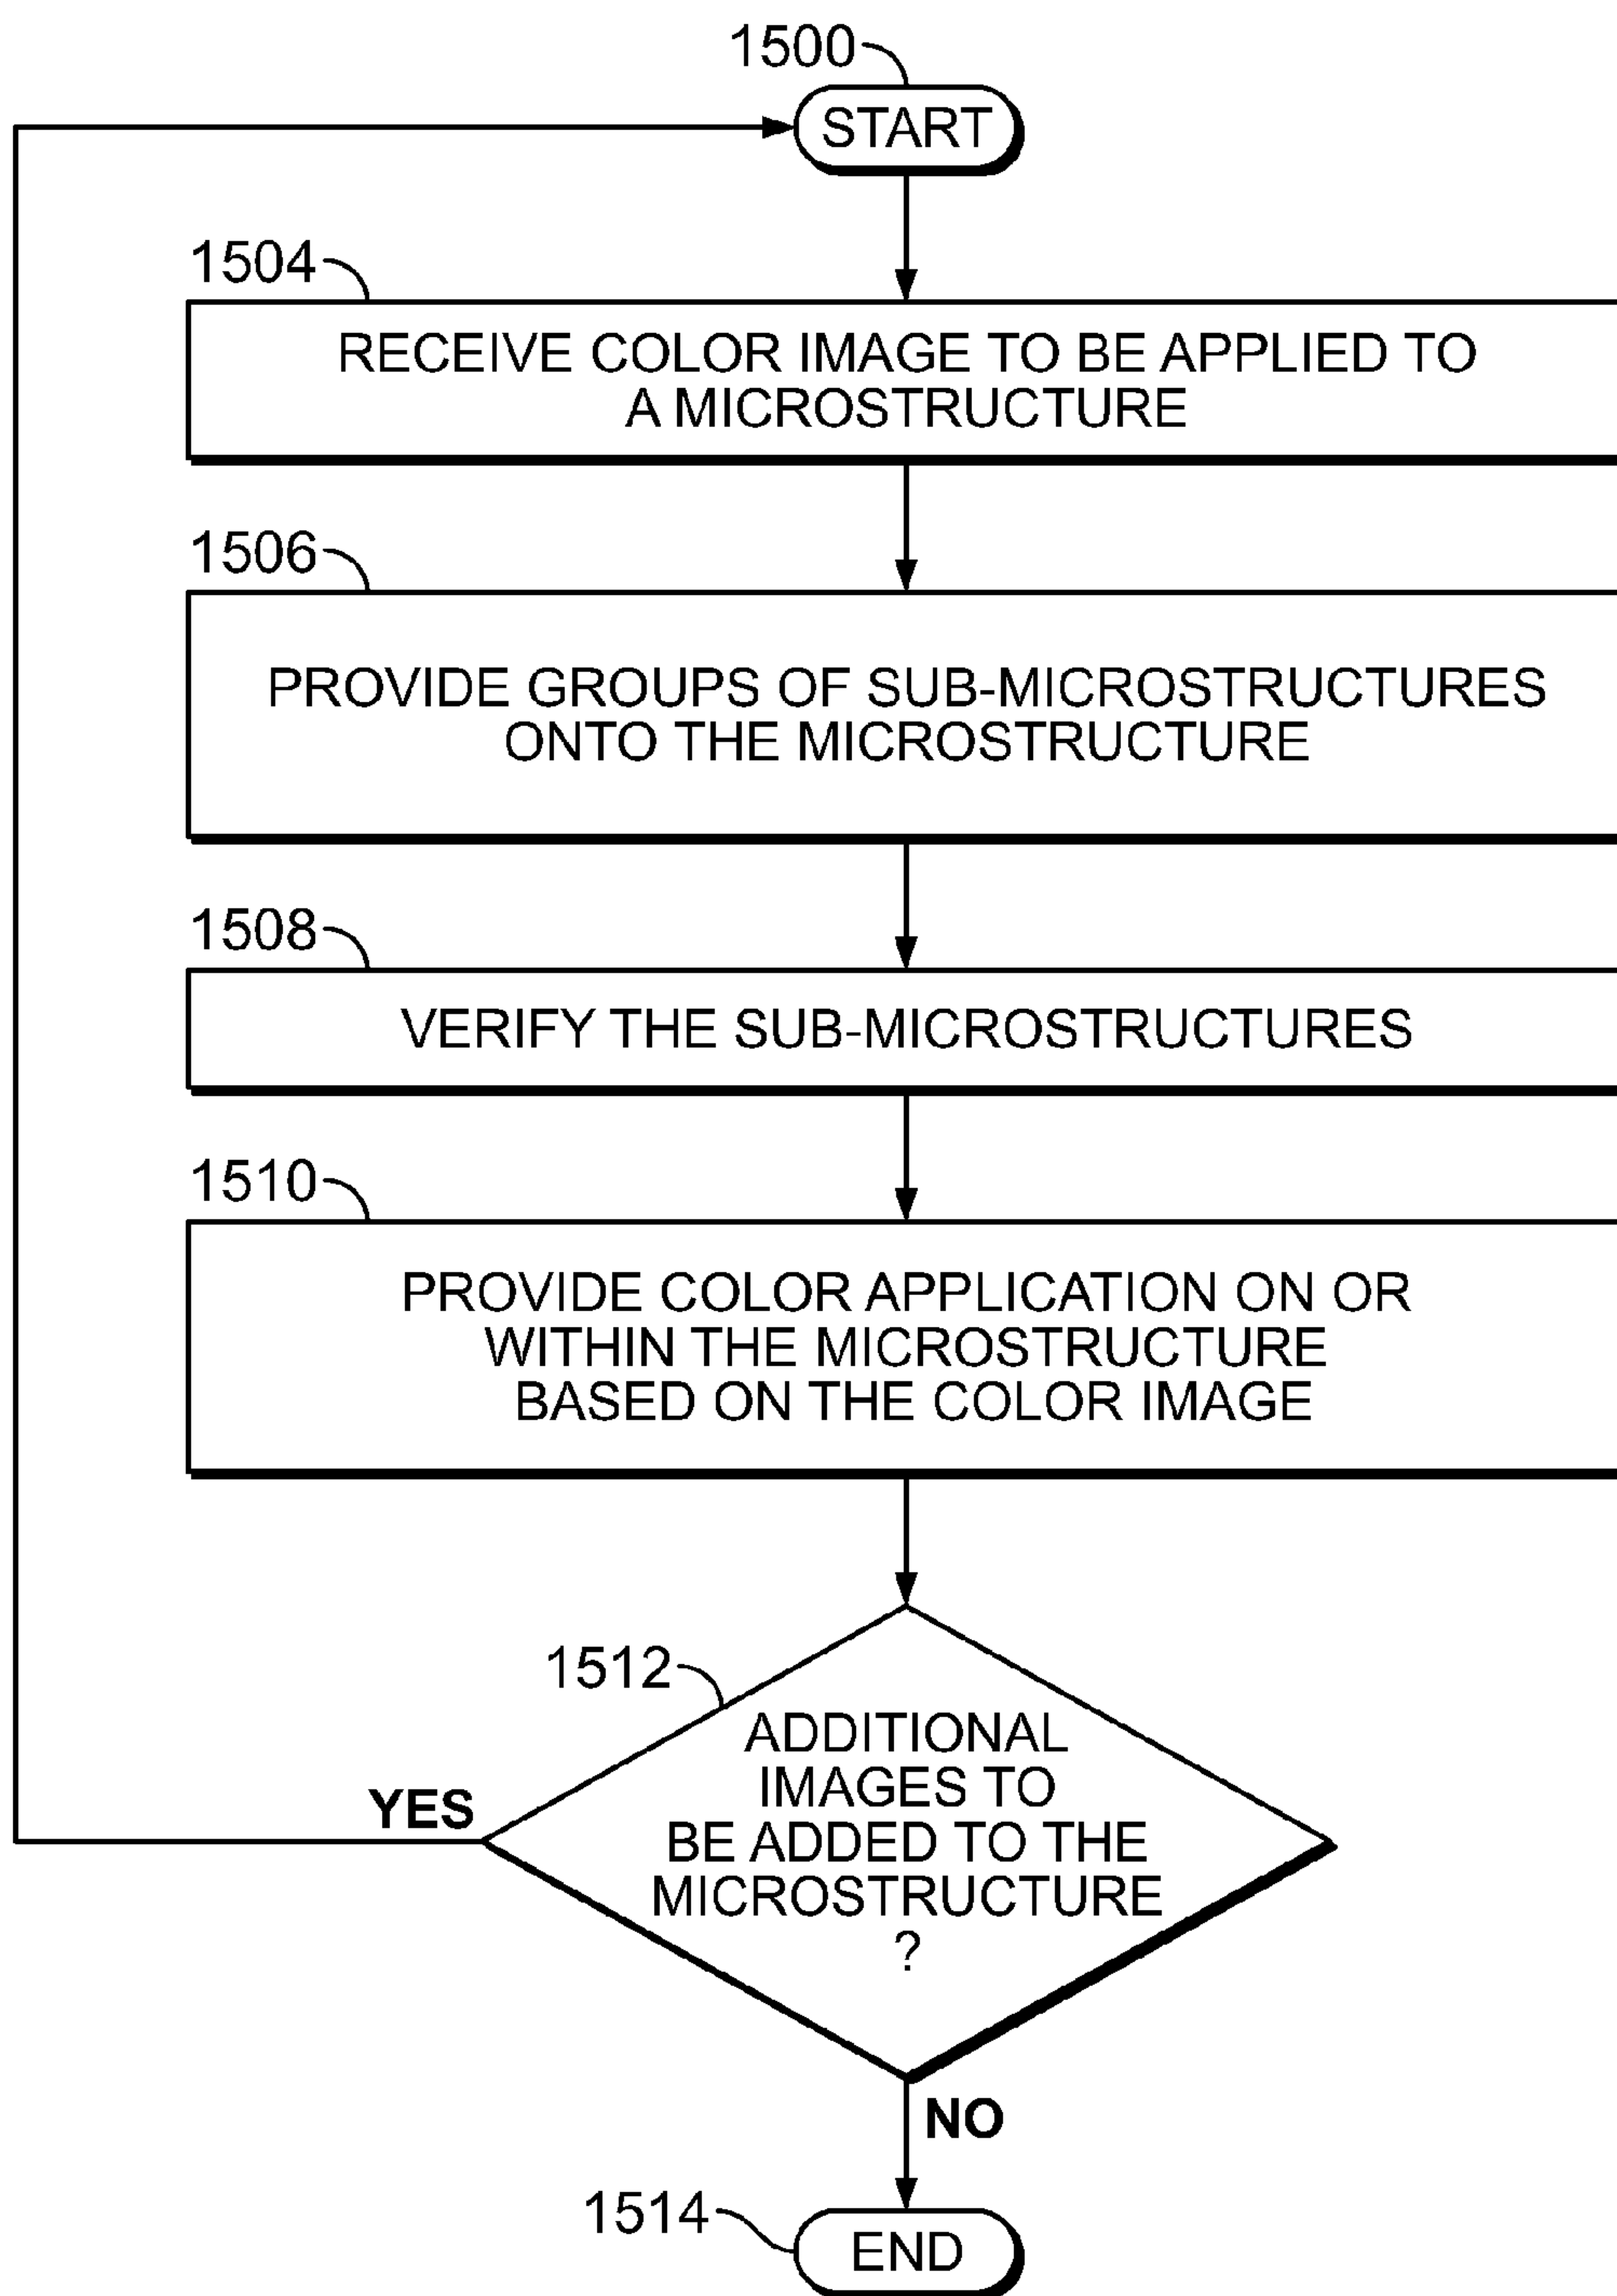 1500
START
1504
RECEIVE COLOR IMAGE TO BE APPLIED TO
A MICROSTRUCTURE
1506
PROVIDE GROUPS OF SUB-MICROSTRUCTURES
ONTO THE MICROSTRUCTURE
1508
VERIFY THE SUB-MICROSTRUCTURES
1510
PROVIDE COLOR APPLICATION ON OR
WITHIN THE MICROSTRUCTURE
BASED ON THE COLOR IMAGE
1512
ADDITIONAL
IMAGES TO
BE ADDED TO THE
MICROSTRUCTURE
?
YES
NO
1514
END